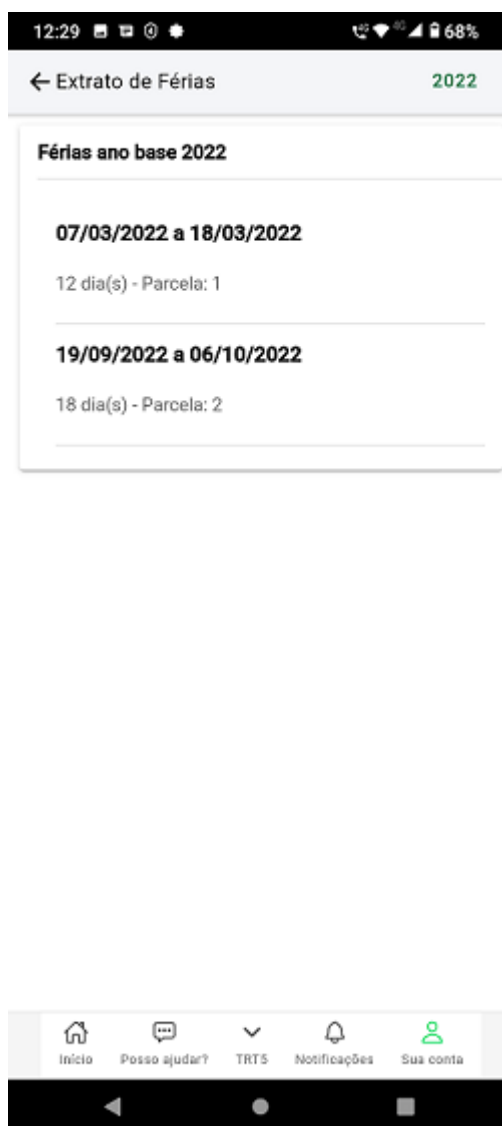 12:29 68%
Extrato de Férias 2022
Férias ano base 2022
07/03/2022 a 18/03/2022
12 dia(s) - Parcela: 1
19/09/2022 a 06/10/2022
18 dia(s) - Parcela: 2
Início Posso ajudar? TRT5 Notificações Sua conta